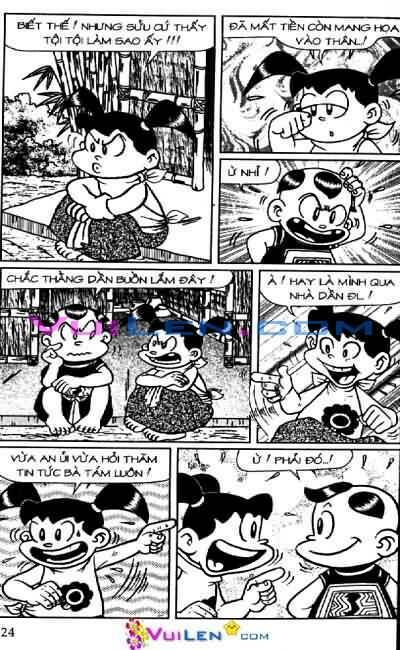 BIẾT THẾ! NHƯNG SỬU CỨ THẤY
TỘI TỘI LÀM SAO ẤY!!!
ĐÃ MẤT TIỀN CÒN MANG HỌA
VÀO THÂN..!
Ừ NHỈ!
CHẮC THẰNG DẦN BUỒN LẮM ĐÂY!
À! HAY LÀ MÌNH QUA
NHÀ DẦN ĐI..!
VUILEN.COM
VỪA AN ỦI VỪA HỎI THĂM
TIN TỨC BÀ TÁM LUÔN!
Ừ! PHẢI ĐÓ..!
24
VUILEN.COM